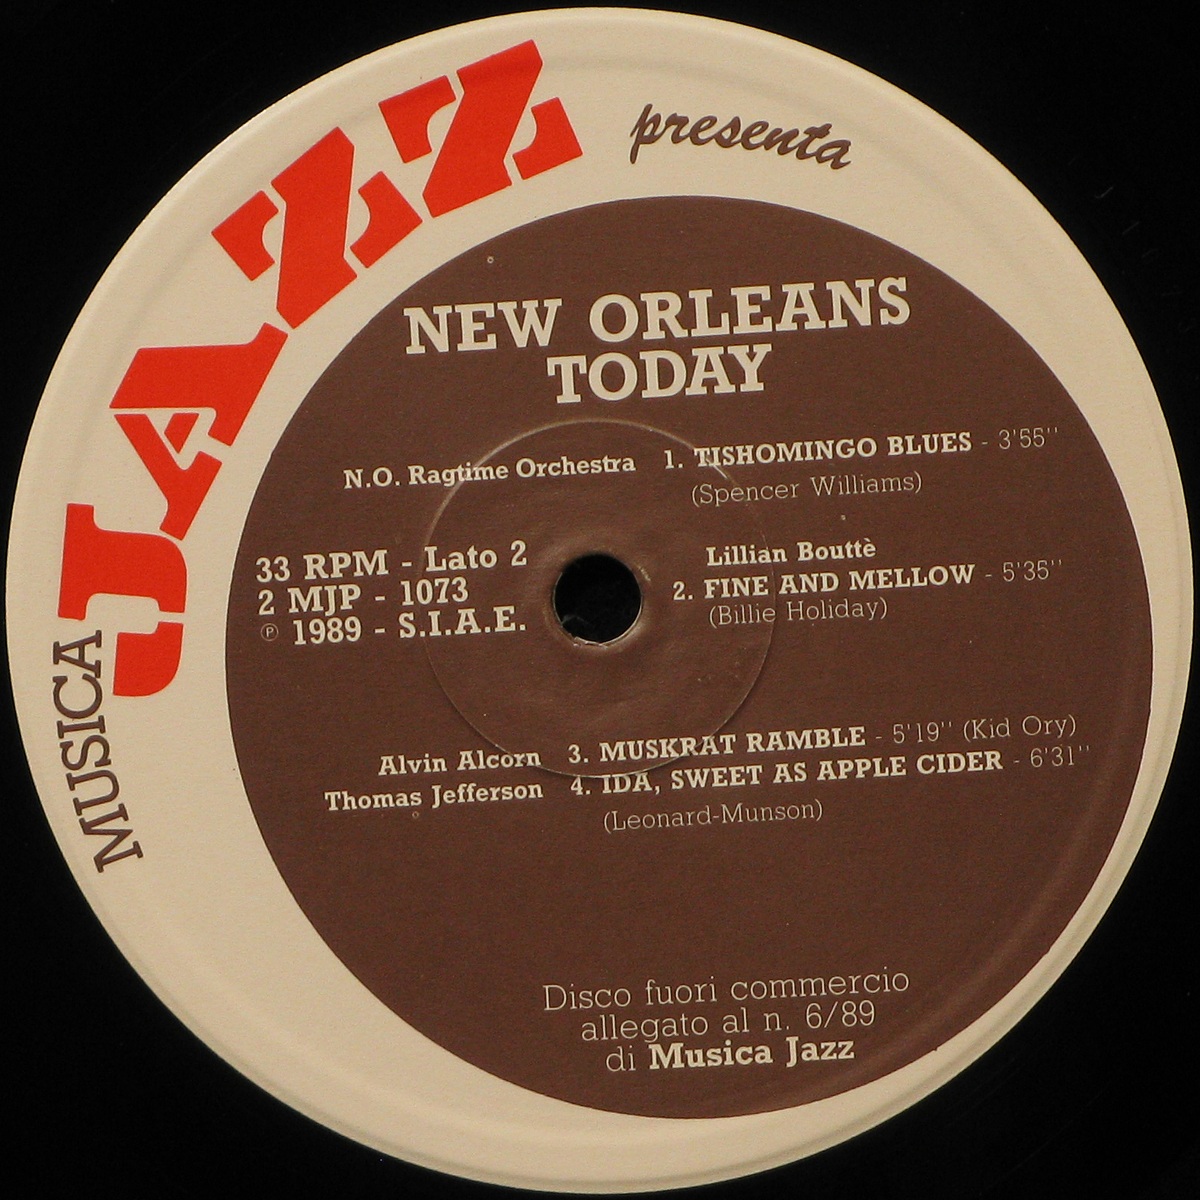 MUSICA
JAZZ
presenta
NEW ORLEANS
TODAY
N.O. Ragtime Orchestra 1. TISHOMINGO BLUES - 3'55''
(Spencer Williams)
33 RPM - Lato 2
2 MJP - 1073
℗ 1989 - S.I.A.E.
Lillian Bouttè
2. FINE AND MELLOW - 5'35''
(Billie Holiday)
Alvin Alcorn 3. MUSKRAT RAMBLE - 5'19'' (Kid Ory)
Thomas Jefferson 4. IDA, SWEET AS APPLE CIDER - 6'31''
(Leonard-Munson)
Disco fuori commercio
allegato al n. 6/89
di Musica Jazz